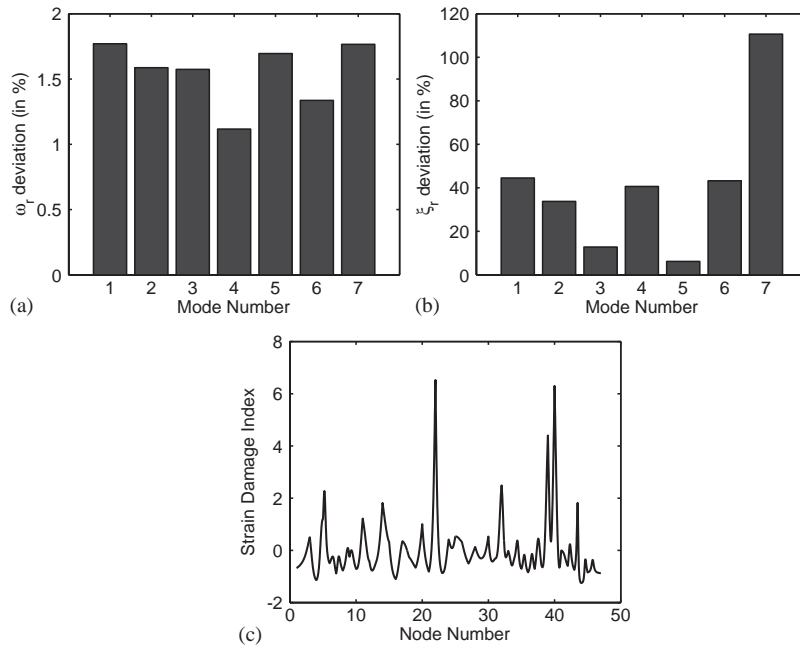 2
1.5
1
0.5
0
ω_r deviation (in %)
1 2 3 4 5 6 7
Mode Number
(a)
120
100
80
60
40
20
0
ξ_r deviation (in %)
1 2 3 4 5 6 7
Mode Number
(b)
8
6
4
2
0
-2
Strain Damage Index
0 10 20 30 40 50
Node Number
(c)